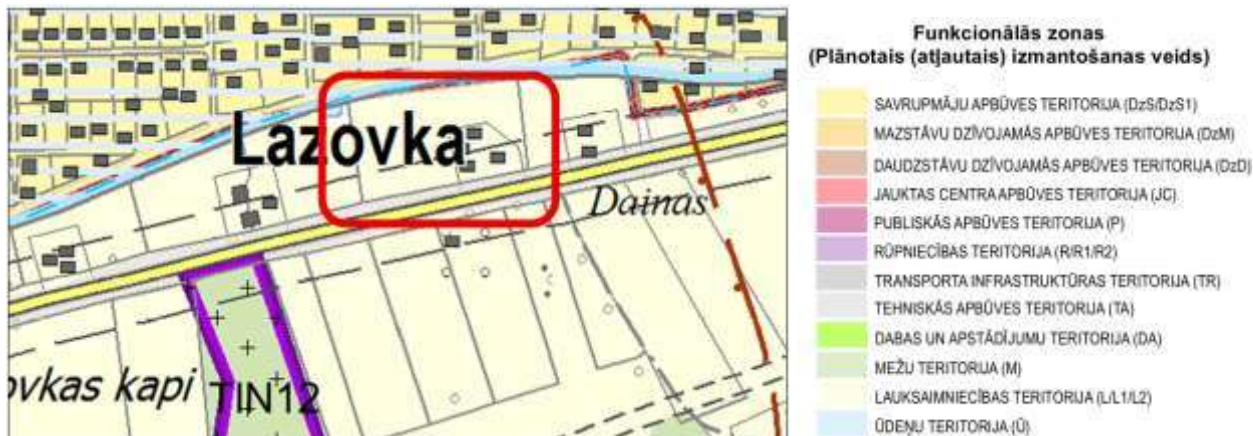 Lazovka
Dainas
ovkas kapi
TIN12
Funkcionālās zonas
(Plānotais (atļautais) izmantošanas veids)
SAVRUPMĀJU APBŪVES TERITORIJA (DzS/DzS1)
MAZSTĀVU DZĪVOJAMĀS APBŪVES TERITORIJA (DzM)
DAUDZSTĀVU DZĪVOJAMĀS APBŪVES TERITORIJA (DzD)
JAUKTAS CENTRA APBŪVES TERITORIJA (JC)
PUBLISKĀS APBŪVES TERITORIJA (P)
RŪPNIECĪBAS TERITORIJA (R/R1/R2)
TRANSPORTA INFRASTRUKTŪRAS TERITORIJA (TR)
TEHNISKĀS APBŪVES TERITORIJA (TA)
DABAS UN APSTĀDĪJUMU TERITORIJA (DA)
MEŽU TERITORIJA (M)
LAUKSAIMNIECĪBAS TERITORIJA (L/L1/L2)
ŪDEŅU TERITORIJA (Ū)